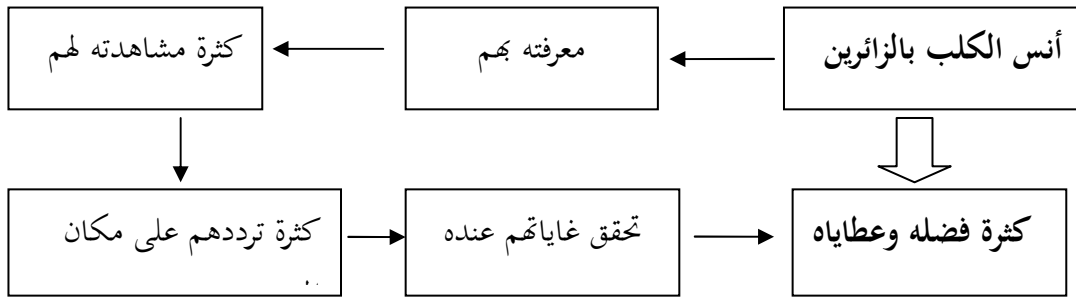 أنس الكلب بالزائرين
معرفته بهم
كثرة مشاهدته لهم
كثرة ترددهم على مكان
تحقق غاياتهم عنده
كثرة فضله وعطاياه